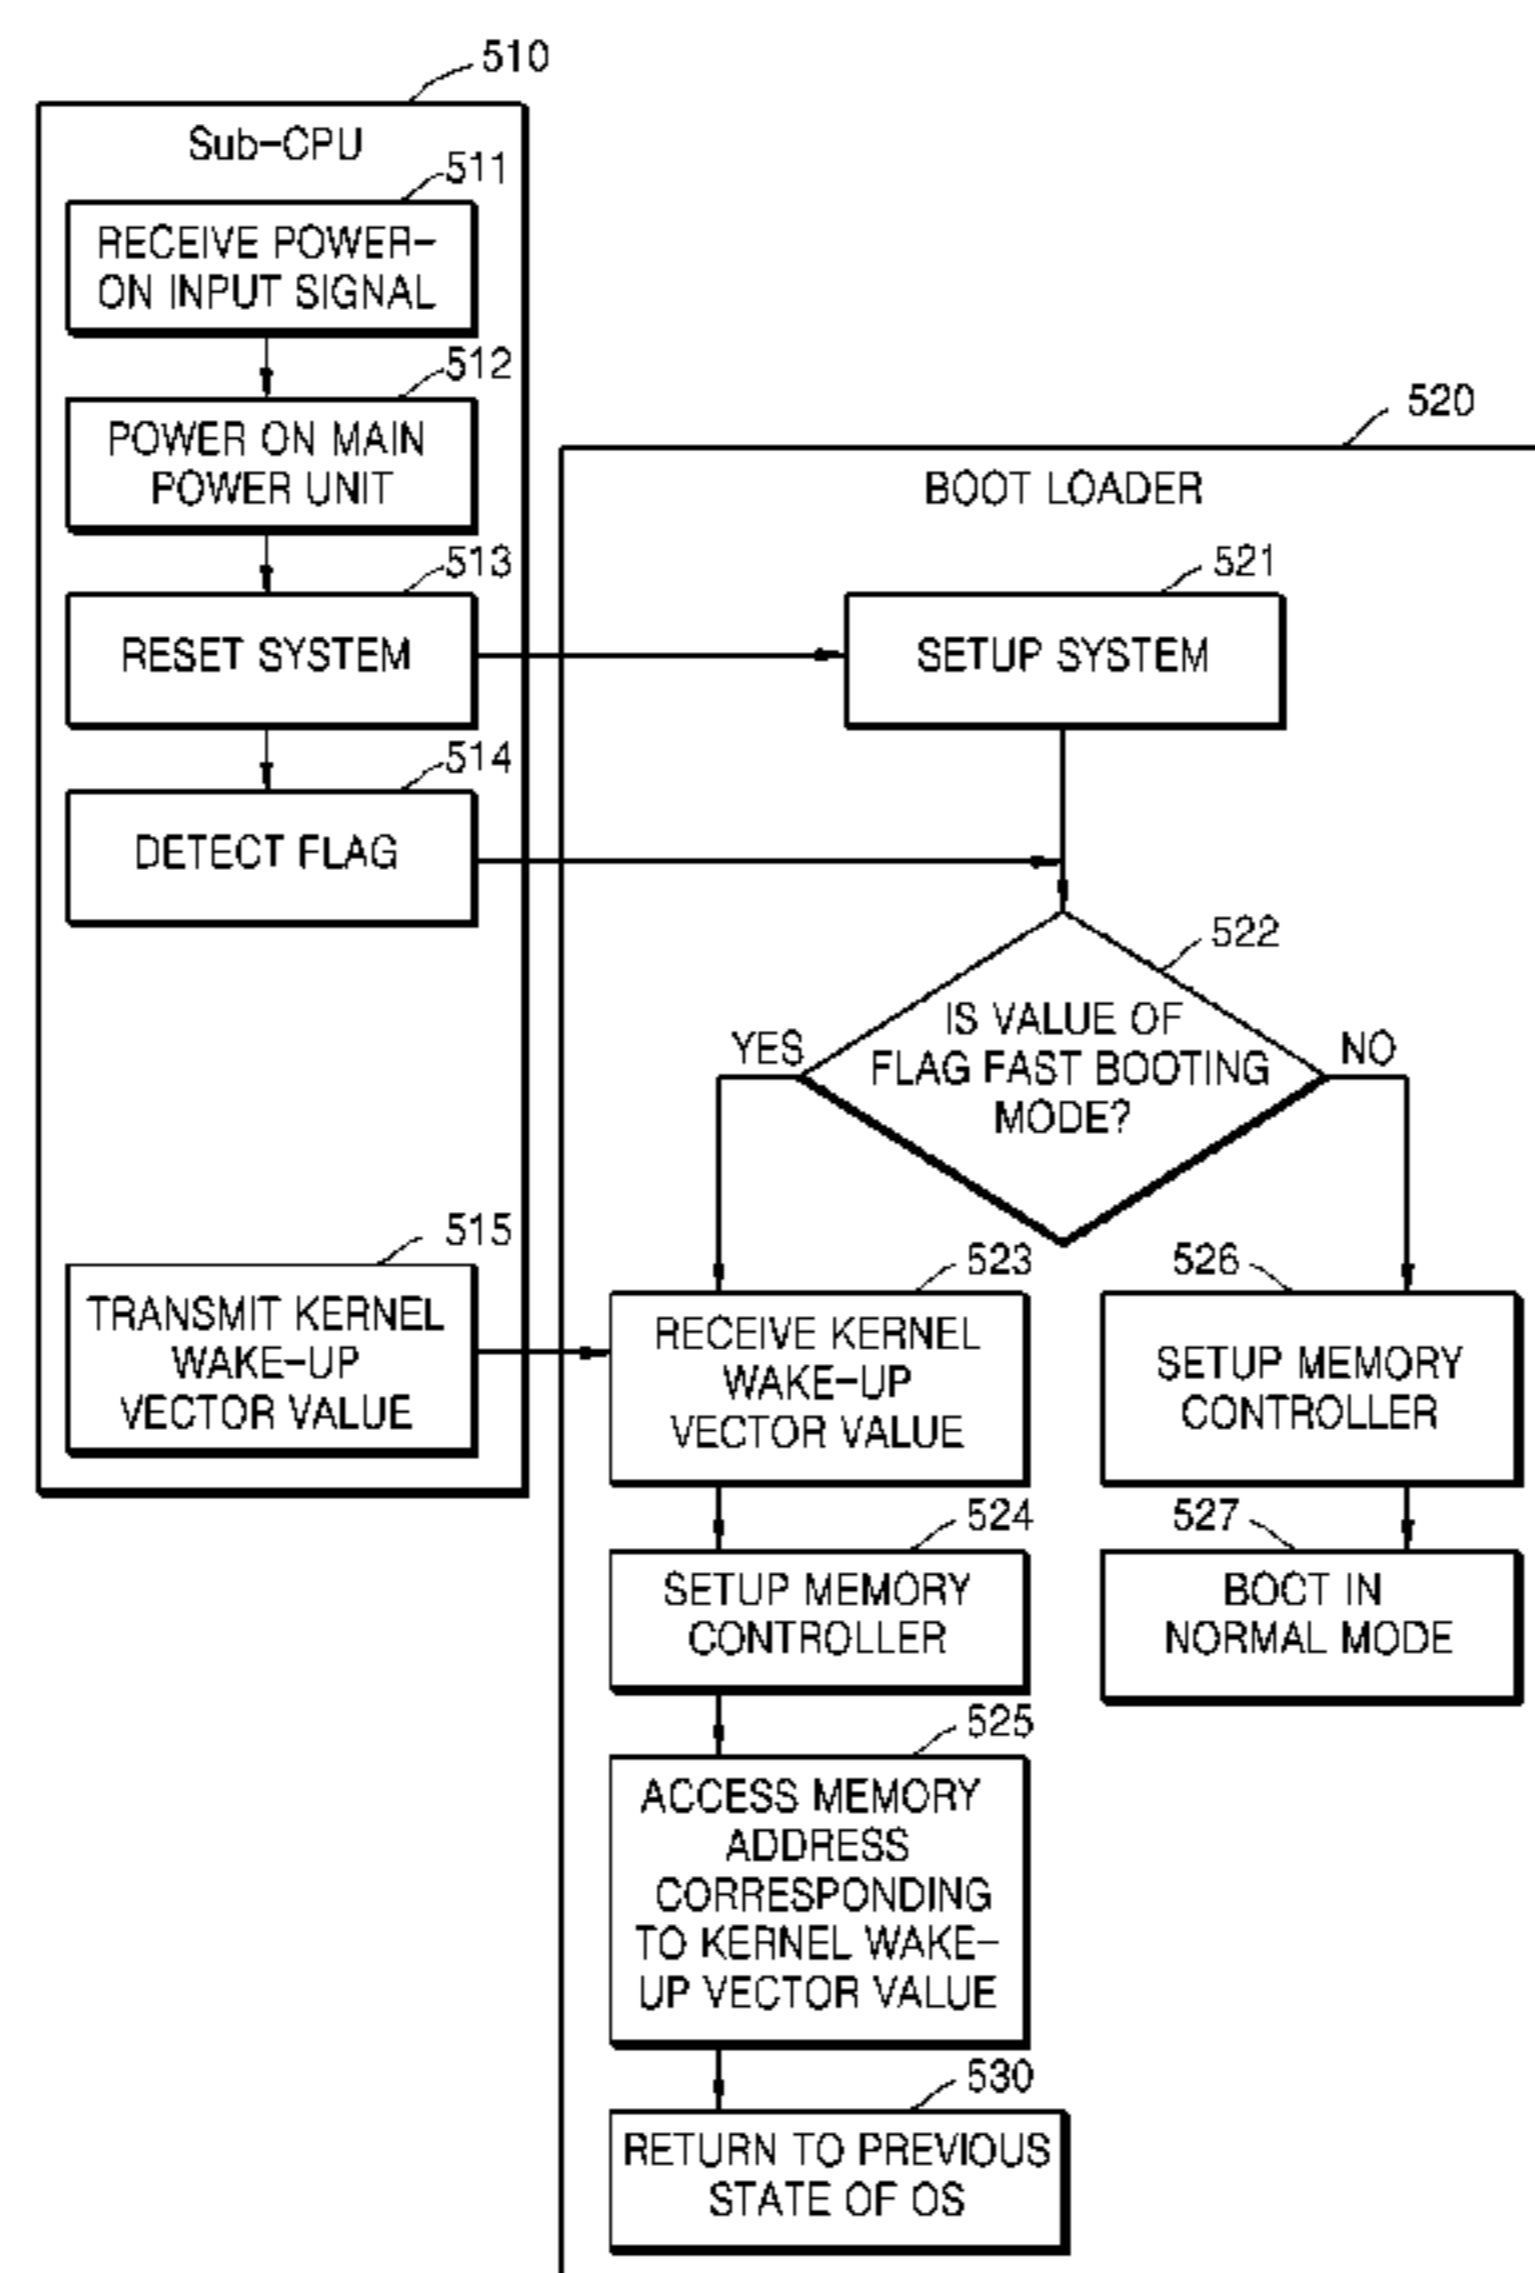 510
Sub-CPU
511
RECEIVE POWER-
ON INPUT SIGNAL
512
POWER ON MAIN
POWER UNIT
513
RESET SYSTEM
514
DETECT FLAG
515
TRANSMIT KERNEL
WAKE-UP
VECTOR VALUE
520
BOOT LOADER
521
SETUP SYSTEM
522
IS VALUE OF
FLAG FAST BOOTING
MODE?
YES
NO
523
RECEIVE KERNEL
WAKE-UP
VECTOR VALUE
524
SETUP MEMORY
CONTROLLER
525
ACCESS MEMORY
ADDRESS
CORRESPONDING
TO KERNEL WAKE-
UP VECTOR VALUE
530
RETURN TO PREVIOUS
STATE OF OS
526
SETUP MEMORY
CONTROLLER
527
BOCT IN
NORMAL MODE